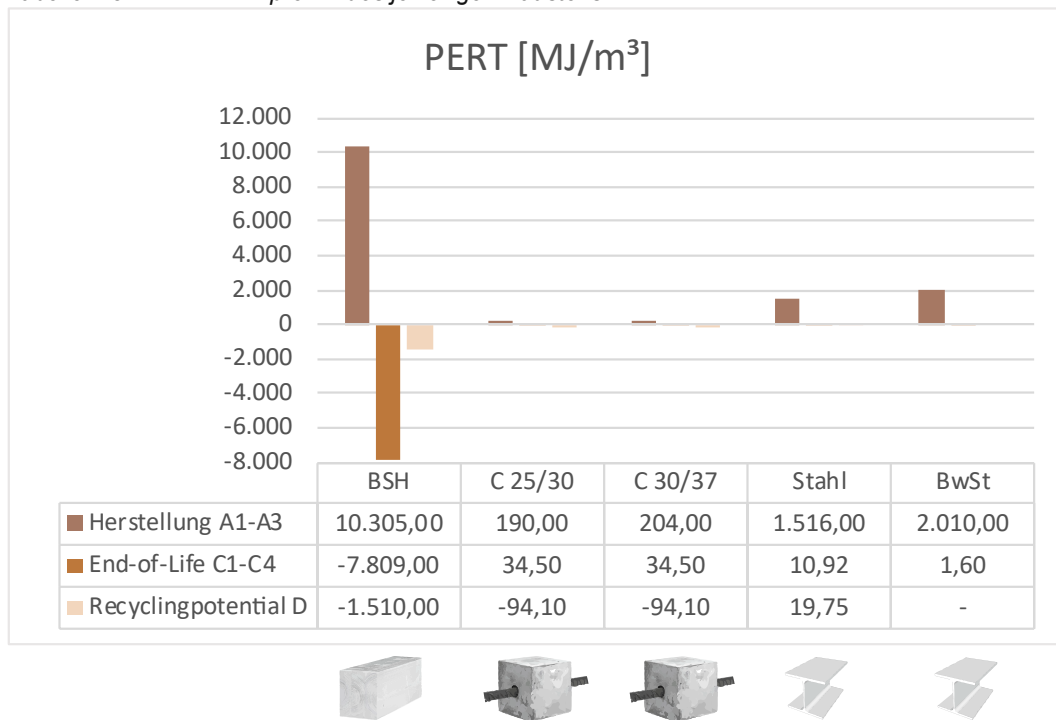 PERT [MJ/m³]
12.000
10.000
8.000
6.000
4.000
2.000
0
-2.000
-4.000
-6.000
-8.000
BSH C 25/30 C 30/37 Stahl BwSt
Herstellung A1-A3 10.305,00 190,00 204,00 1.516,00 2.010,00
End-of-Life C1-C4 -7.809,00 34,50 34,50 10,92 1,60
Recyclingpotential D -1.510,00 -94,10 -94,10 19,75 -